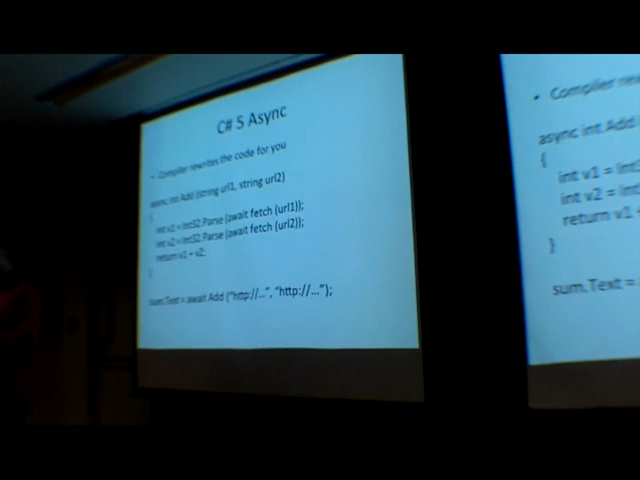 C# 5 Async
• Compiler rewrites the code for you
async int Add (string url1, string url2)
{
int v1 = Int32.Parse (await fetch (url1));
int v2 = Int32.Parse (await fetch (url2));
return v1 + v2;
}
sum.Text = await Add ("http://...", "http://...");
• Compiler
async int Add
{
int v1 =
int v2 =
return v1 +
}
sum.Text =